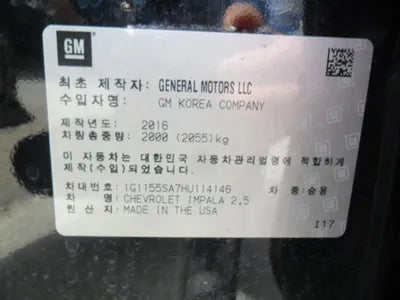 GM
최초 제작자: GENERAL MOTORS LLC
수입자명: GM KOREA COMPANY
제작년도: 2016
차량총중량: 2000 (2055)kg
이 자동차는 대한민국 자동차관리법령에 적합하게
제작(수입) 되었습니다.
차대번호: 1G1155SA7HU114146
차명: CHEVROLET IMPALA 2.5 차종: 승용
원산지: MADE IN THE USA
I17